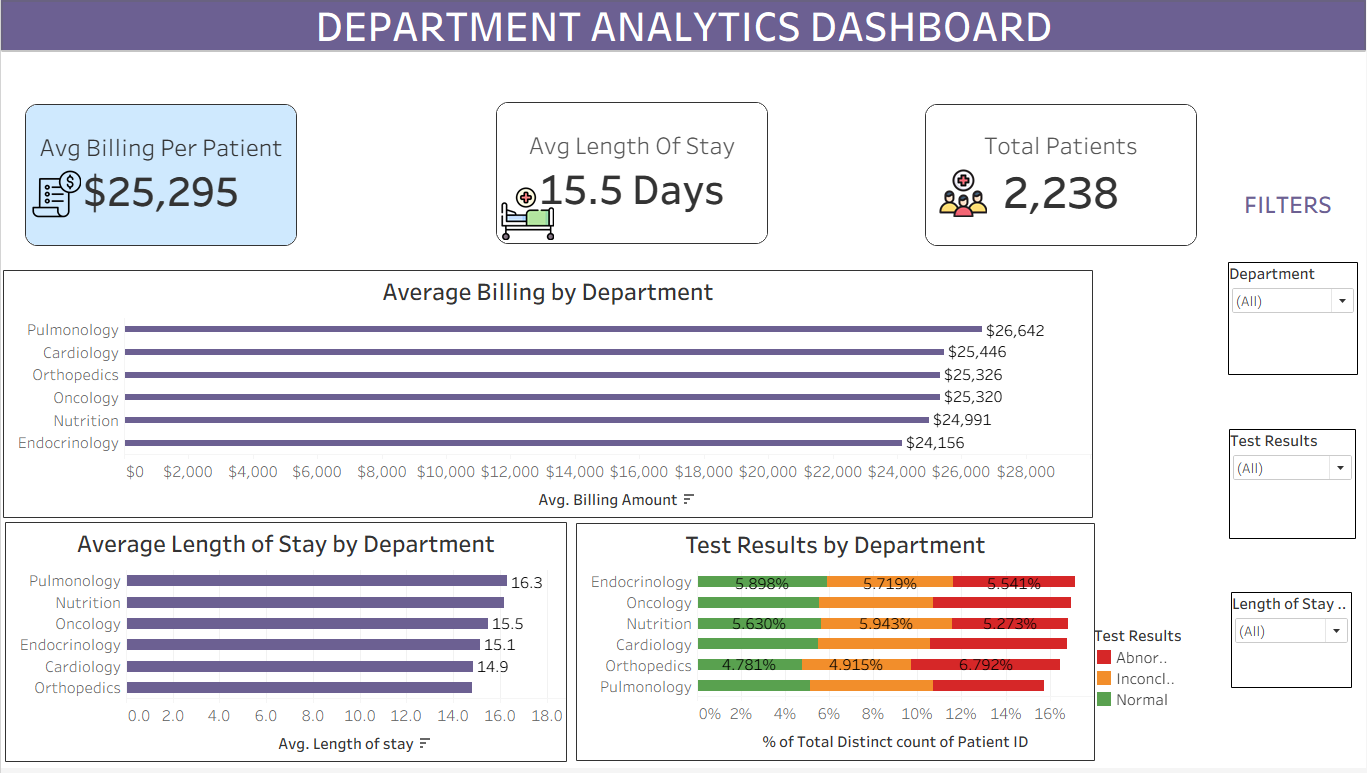 DEPARTMENT ANALYTICS DASHBOARD
Avg Billing Per Patient
$25,295
Avg Length Of Stay
15.5 Days
Total Patients
2,238
FILTERS
Department
(All)
Test Results
(All)
Length of Stay ..
(All)
Average Billing by Department
Pulmonology $26,642
Cardiology $25,446
Orthopedics $25,326
Oncology $25,320
Nutrition $24,991
Endocrinology $24,156
$0 $2,000 $4,000 $6,000 $8,000 $10,000 $12,000 $14,000 $16,000 $18,000 $20,000 $22,000 $24,000 $26,000 $28,000
Avg. Billing Amount
Average Length of Stay by Department
Pulmonology 16.3
Nutrition
Oncology 15.5
Endocrinology 15.1
Cardiology 14.9
Orthopedics
0.0 2.0 4.0 6.0 8.0 10.0 12.0 14.0 16.0 18.0
Avg. Length of stay
Test Results by Department
Endocrinology 5.898% 5.719% 5.541%
Oncology
Nutrition 5.630% 5.943% 5.273%
Cardiology
Orthopedics 4.781% 4.915% 6.792%
Pulmonology
0% 2% 4% 6% 8% 10% 12% 14% 16%
% of Total Distinct count of Patient ID
Test Results
Abnor..
Inconcl..
Normal